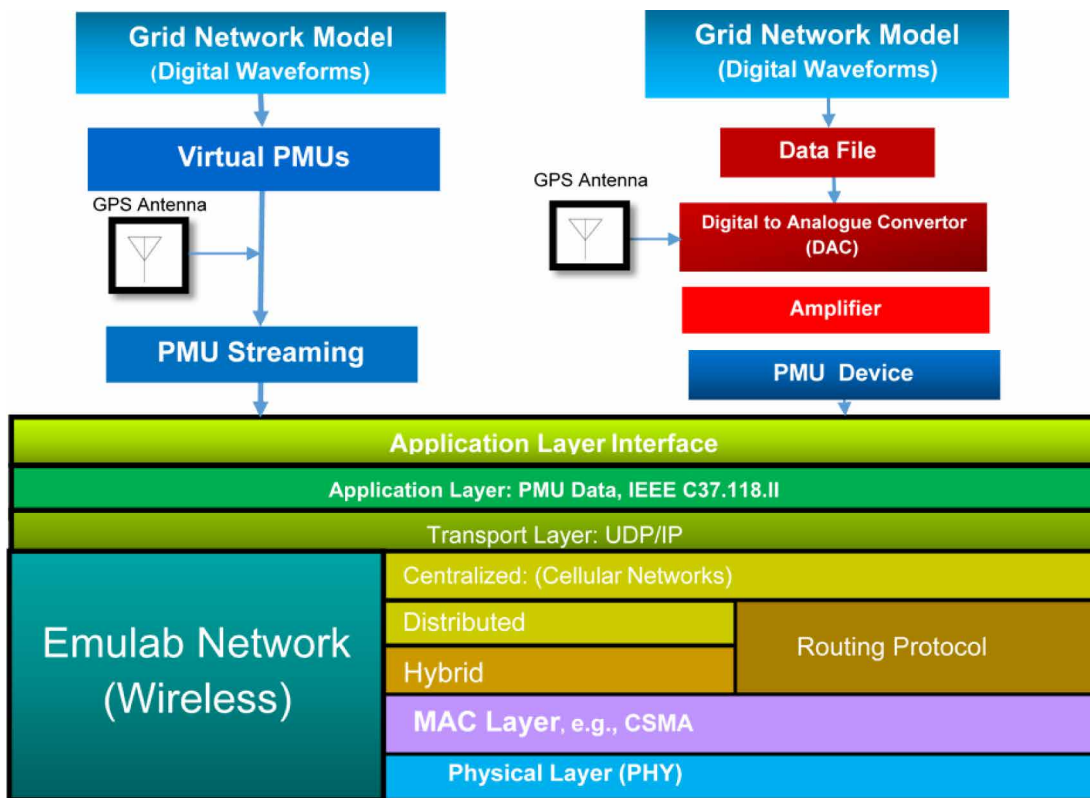 Grid Network Model
(Digital Waveforms)
Virtual PMUs
GPS Antenna
PMU Streaming
Grid Network Model
(Digital Waveforms)
Data File
GPS Antenna
Digital to Analogue Convertor
(DAC)
Amplifier
PMU Device
Application Layer Interface
Application Layer: PMU Data, IEEE C37.118.II
Transport Layer: UDP/IP
Emulab Network
(Wireless)
Centralized: (Cellular Networks)
Distributed
Hybrid
Routing Protocol
MAC Layer, e.g., CSMA
Physical Layer (PHY)